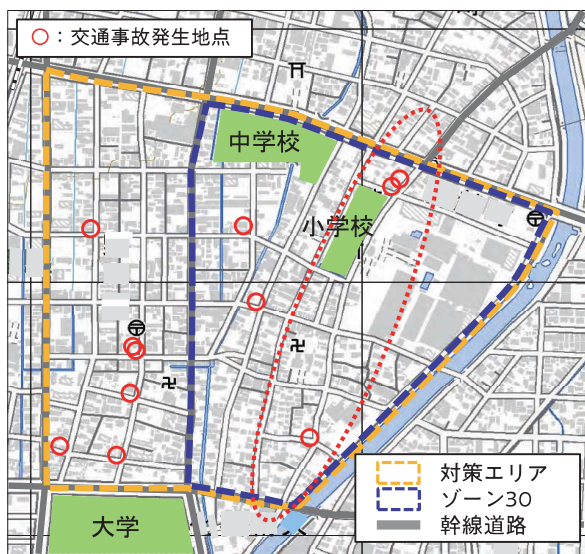 ○：交通事故発生地点
中学校
小学校
大学
対策エリア
ゾーン30
幹線道路